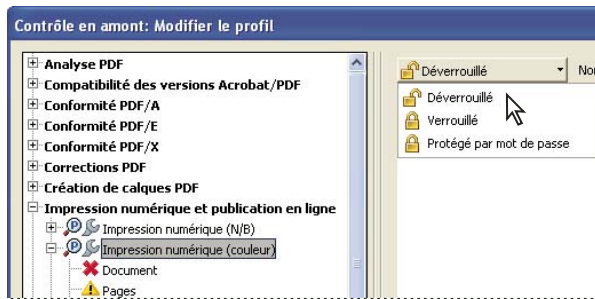 Contrôle en amont: Modifier le profil
Analyse PDF
Compatibilité des versions Acrobat/PDF
Conformité PDF/A
Conformité PDF/E
Conformité PDF/X
Corrections PDF
Création de calques PDF
Impression numérique et publication en ligne
Impression numérique (N/B)
Impression numérique (couleur)
Document
Pages
Déverrouillé
Déverrouillé
Verrouillé
Protégé par mot de passe